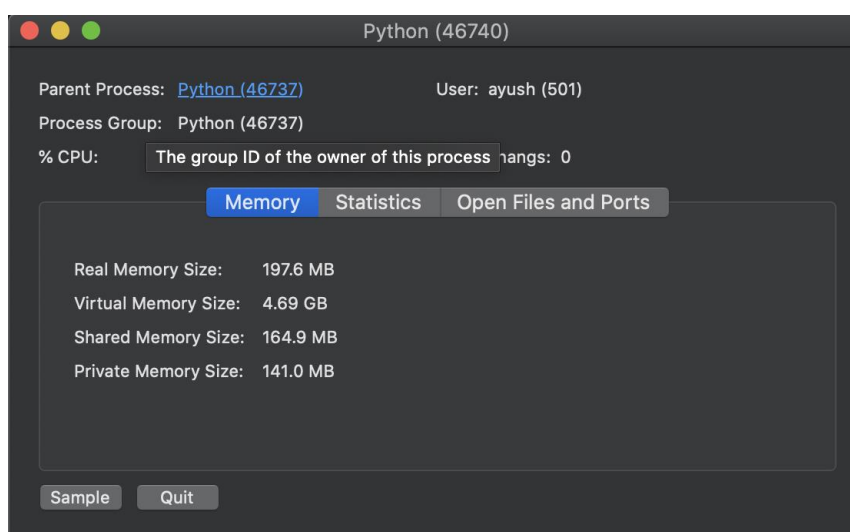 Python (46740)
Parent Process: Python (46737) User: ayush (501)
Process Group: Python (46737)
% CPU: The group ID of the owner of this process hangs: 0
Memory Statistics Open Files and Ports
Real Memory Size: 197.6 MB
Virtual Memory Size: 4.69 GB
Shared Memory Size: 164.9 MB
Private Memory Size: 141.0 MB
Sample Quit